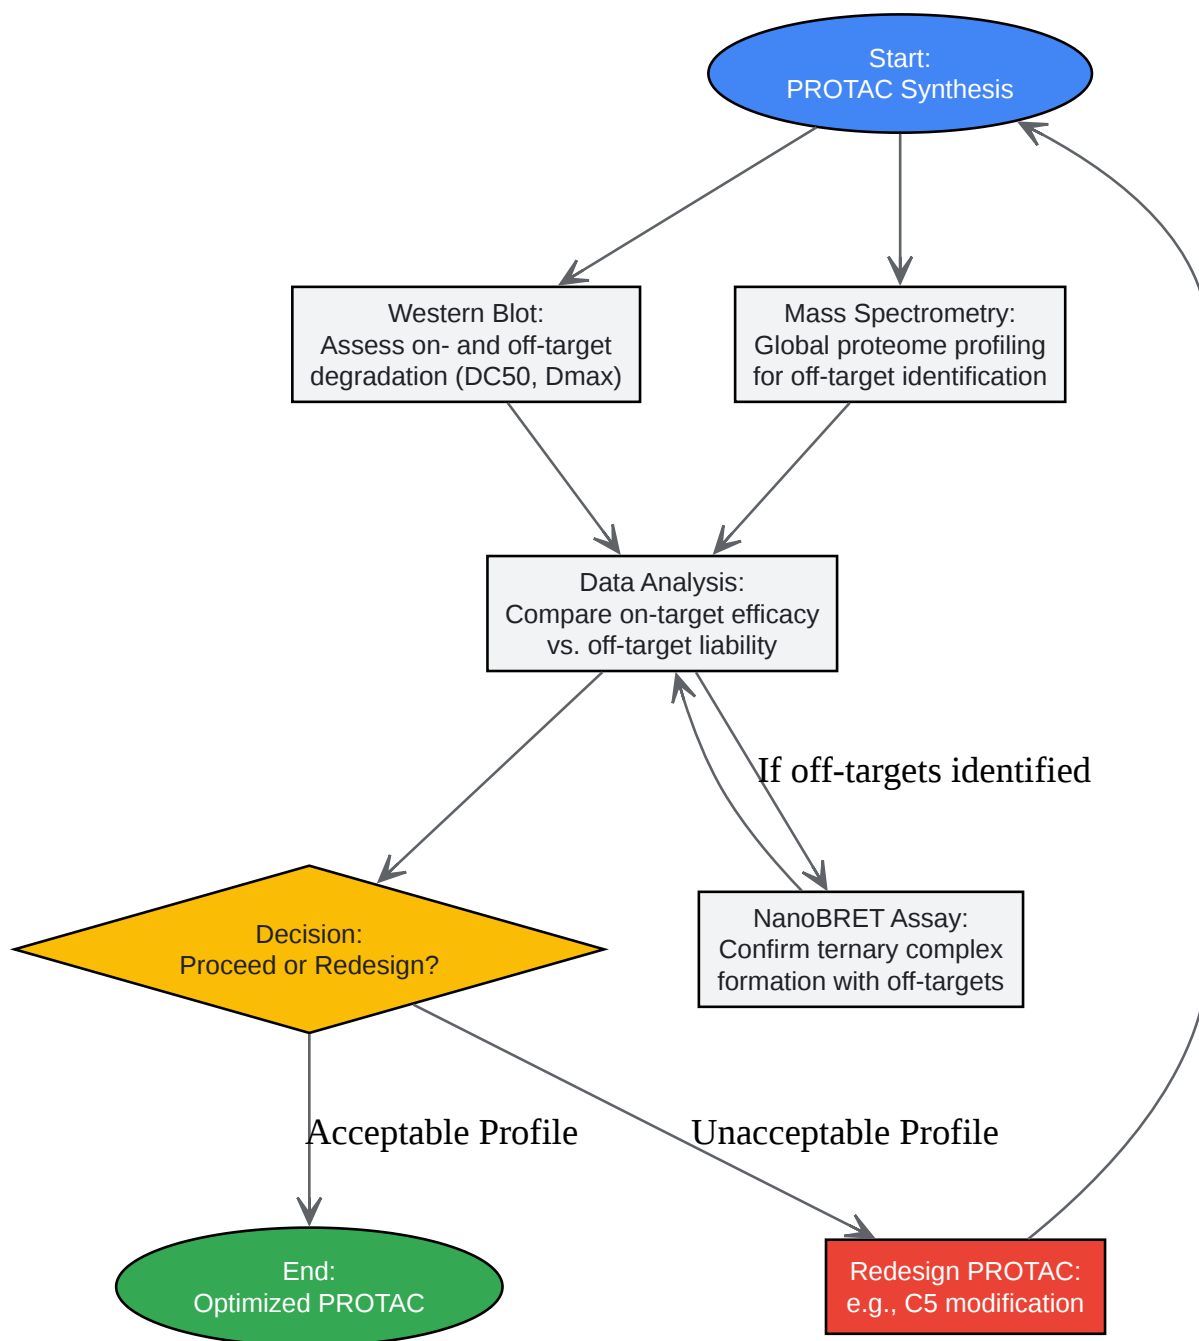 Start:
PROTAC Synthesis
Western Blot:
Assess on- and off-target
degradation (DC50, Dmax)
Mass Spectrometry:
Global proteome profiling
for off-target identification
Data Analysis:
Compare on-target efficacy
vs. off-target liability
If off-targets identified
Decision:
Proceed or Redesign?
NanoBRET Assay:
Confirm ternary complex
formation with off-targets
Acceptable Profile
Unacceptable Profile
End:
Optimized PROTAC
Redesign PROTAC:
e.g., C5 modification